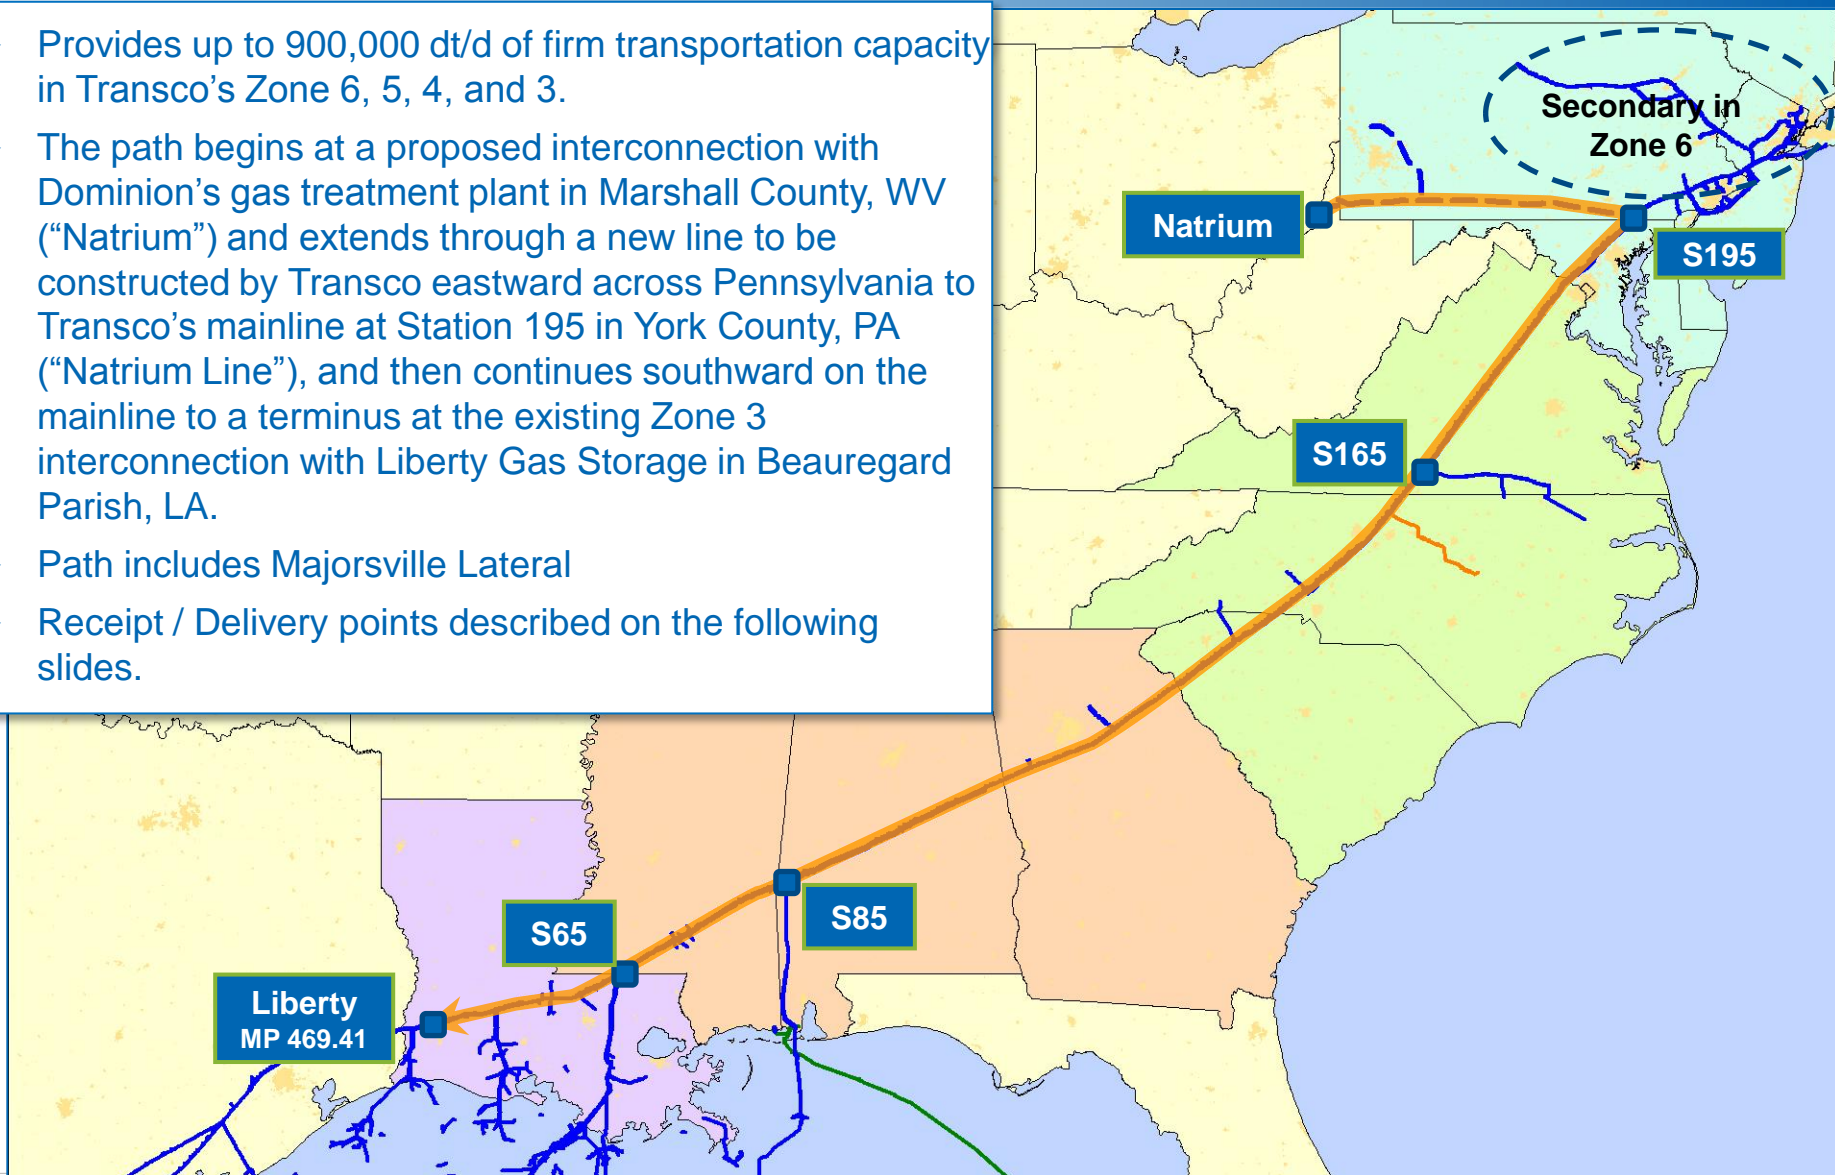 Provides up to 900,000 dt/d of firm transportation capacity
in Transco’s Zone 6, 5, 4, and 3.
The path begins at a proposed interconnection with
Dominion’s gas treatment plant in Marshall County, WV
(“Natrium”) and extends through a new line to be
constructed by Transco eastward across Pennsylvania to
Transco’s mainline at Station 195 in York County, PA
(“Natrium Line”), and then continues southward on the
mainline to a terminus at the existing Zone 3
interconnection with Liberty Gas Storage in Beauregard
Parish, LA.
Path includes Majorsville Lateral
Receipt / Delivery points described on the following
slides.
Secondary in
Zone 6
Natrium
S195
S165
S85
S65
Liberty
MP 469.41